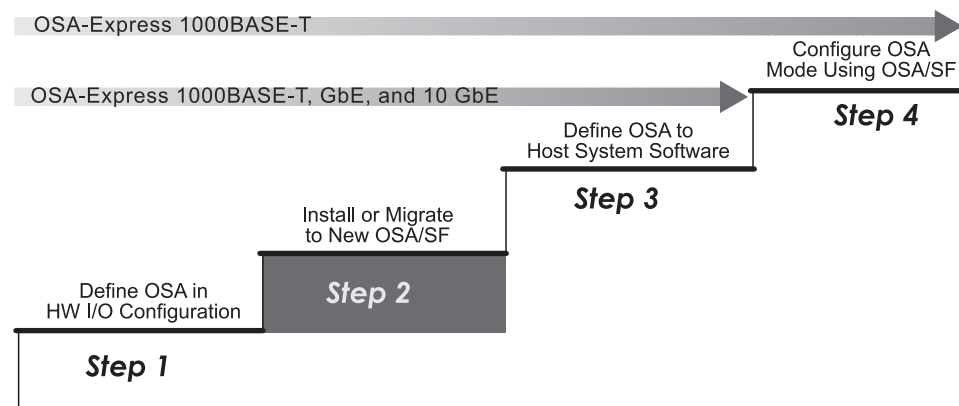 OSA-Express 1000BASE-T
Configure OSA
Mode Using OSA/SF
OSA-Express 1000BASE-T, GbE, and 10 GbE
Step 4
Define OSA to
Host System Software
Step 3
Install or Migrate
to New OSA/SF
Step 2
Define OSA in
HW I/O Configuration
Step 1